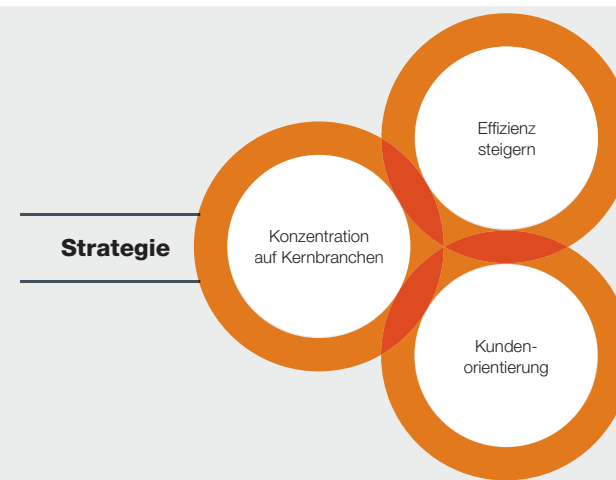 Strategie
Konzentration
auf Kernbranchen
Effizienz
steigern
Kunden-
orientierung